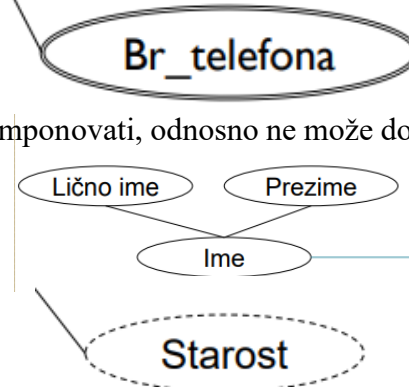 Br_telefona
mponovati, odnosno ne može do
Lično ime Prezime
Ime
Starost